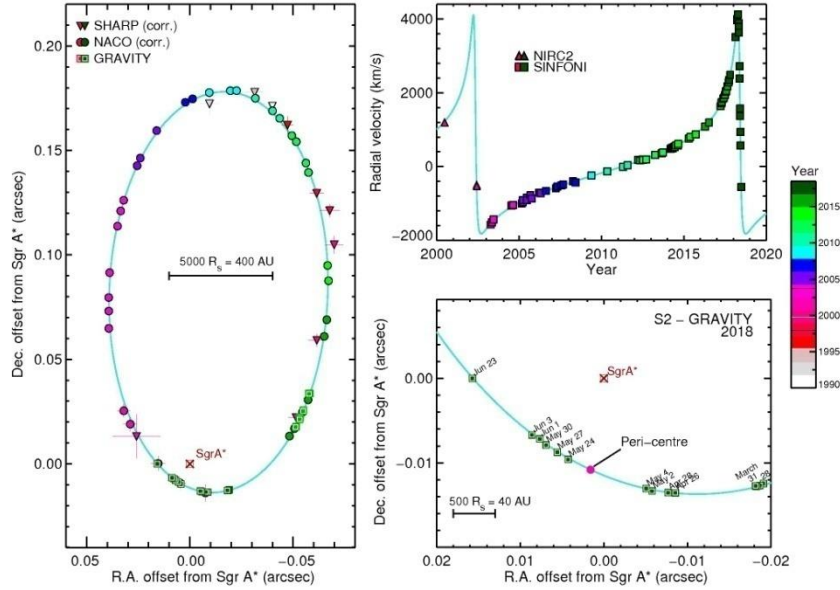 SHARP (corr.)
NACO (corr.)
GRAVITY
0.20
0.15
0.10
0.05
0.00
Dec. offset from Sgr A* (arcsec)
5000 R_s = 400 AU
SgrA*
0.05
0.00
−0.05
R.A. offset from Sgr A* (arcsec)
4000
2000
0
−2000
Radial velocity (km/s)
NIRC2
SINFONI
2000
2005
2010
2015
2020
Year
Year
2015
2010
2005
2000
1995
1990
S2 − GRAVITY
2018
0.00
−0.01
Dec. offset from Sgr A* (arcsec)
SgrA*
Jun 23
Jun 3
Jun 1
May 30
May 27
May 24
Peri-centre
May 4
May 2
Apr 28
Apr 26
March
31
28
500 R_s = 40 AU
0.02
0.01
0.00
−0.01
−0.02
R.A. offset from Sgr A* (arcsec)